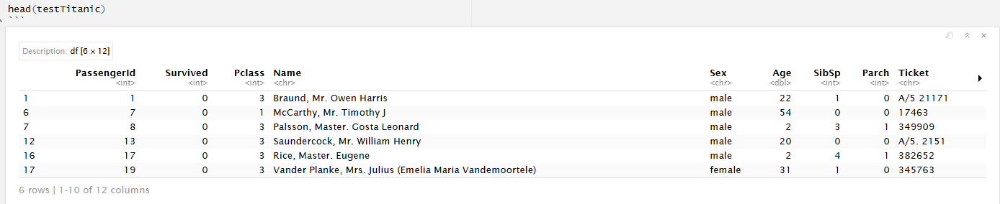 head(testTitanic)
```
Description: df [6 × 12]
PassengerId Survived Pclass Name Sex Age SibSp Parch Ticket
<int> <int> <int> <chr> <chr> <dbl> <int> <int> <chr>
1 1 0 3 Braund, Mr. Owen Harris male 22 1 0 A/5 21171
6 7 0 1 McCarthy, Mr. Timothy J male 54 0 0 17463
7 8 0 3 Palsson, Master. Gosta Leonard male 2 3 1 349909
12 13 0 3 Saundercock, Mr. William Henry male 20 0 0 A/5. 2151
16 17 0 3 Rice, Master. Eugene male 2 4 1 382652
17 19 0 3 Vander Planke, Mrs. Julius (Emelia Maria Vandemoortele) female 31 1 0 345763
6 rows | 1-10 of 12 columns